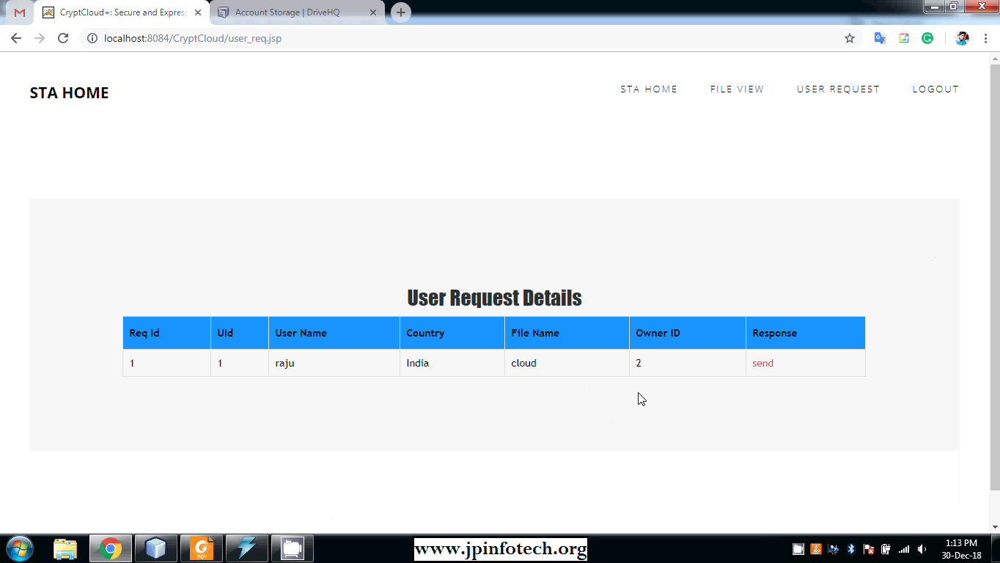 CryptCloud+: Secure and Express
Account Storage | DriveHQ
localhost:8084/CryptCloud/user_req.jsp
STA HOME
STA HOME FILE VIEW USER REQUEST LOGOUT
User Request Details
Req Id UId User Name Country File Name Owner ID Response
1 1 raju India cloud 2 send
PDF
www.jpinfotech.org
1:13 PM
30-Dec-18